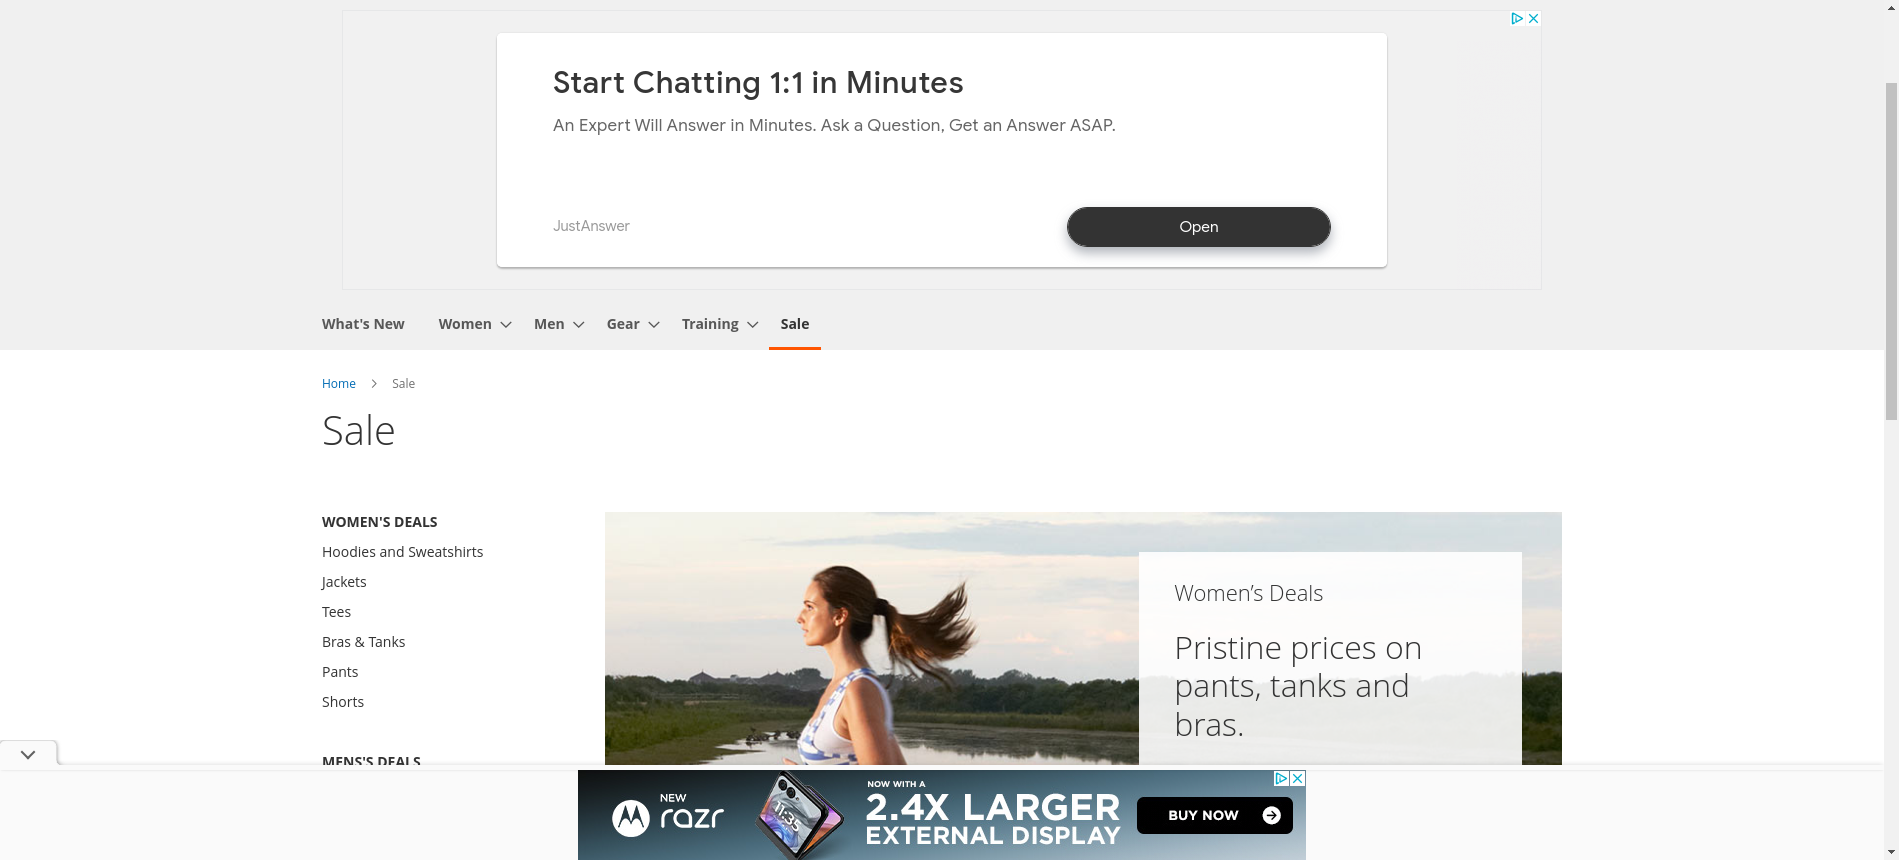 Start Chatting 1:1 in Minutes
An Expert Will Answer in Minutes. Ask a Question, Get an Answer ASAP.
JustAnswer
Open
What's New Women Men Gear Training Sale
Home Sale
Sale
WOMEN'S DEALS
Hoodies and Sweatshirts
Jackets
Tees
Bras & Tanks
Pants
Shorts
MENS'S DEALS
Women’s Deals
Pristine prices on
pants, tanks and
bras.
NEW
razr
11:35
NOW WITH A
2.4X LARGER
EXTERNAL DISPLAY
BUY NOW